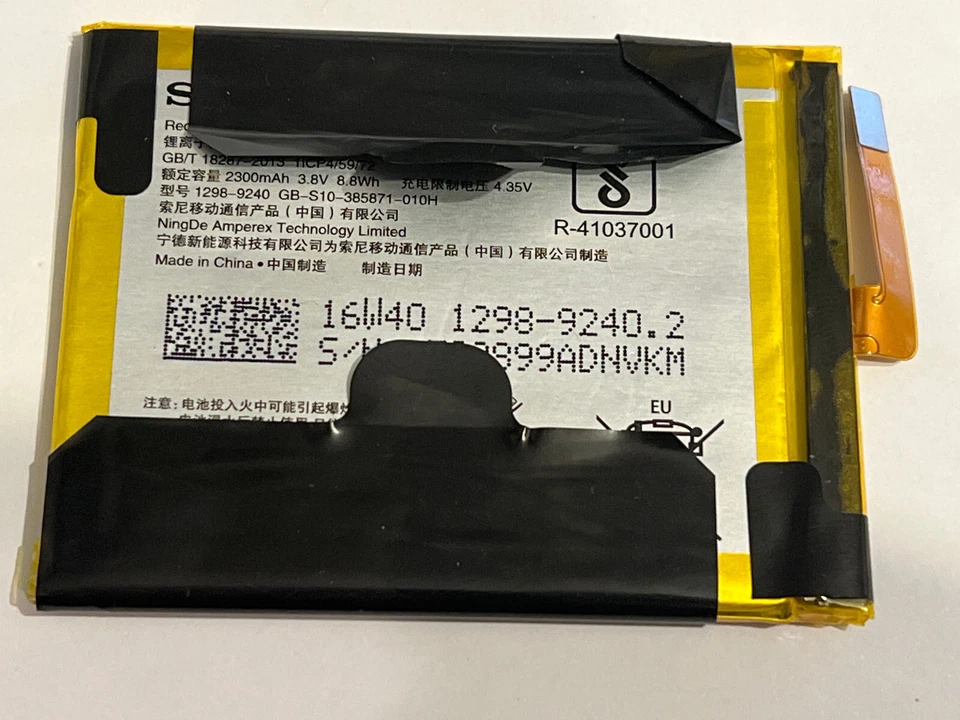 S
锂离子
GB/T 18287-2013 1ICP4/59/72
额定容量 2300mAh 3.8V 8.8Wh 充电限制电压 4.35V
型号 1298-9240 GB-S10-385871-010H
索尼移动通信产品（中国）有限公司
NingDe Amperex Technology Limited
宁德新能源科技有限公司为索尼移动通信产品（中国）有限公司制造
Made in China • 中国制造 制造日期
R-41037001
16W40 1298-9240.2
S/N 899ADNVKM
注意: 电池投入火中可能引起爆炸
EU